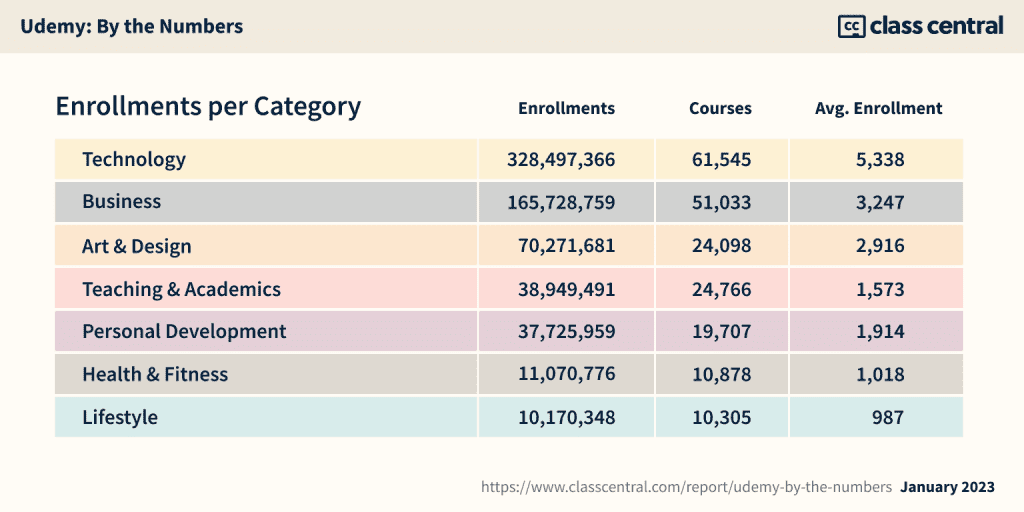 Udemy: By the Numbers
cc class central
Enrollments per Category Enrollments Courses Avg. Enrollment
Technology 328,497,366 61,545 5,338
Business 165,728,759 51,033 3,247
Art & Design 70,271,681 24,098 2,916
Teaching & Academics 38,949,491 24,766 1,573
Personal Development 37,725,959 19,707 1,914
Health & Fitness 11,070,776 10,878 1,018
Lifestyle 10,170,348 10,305 987
https://www.classcentral.com/report/udemy-by-the-numbers January 2023